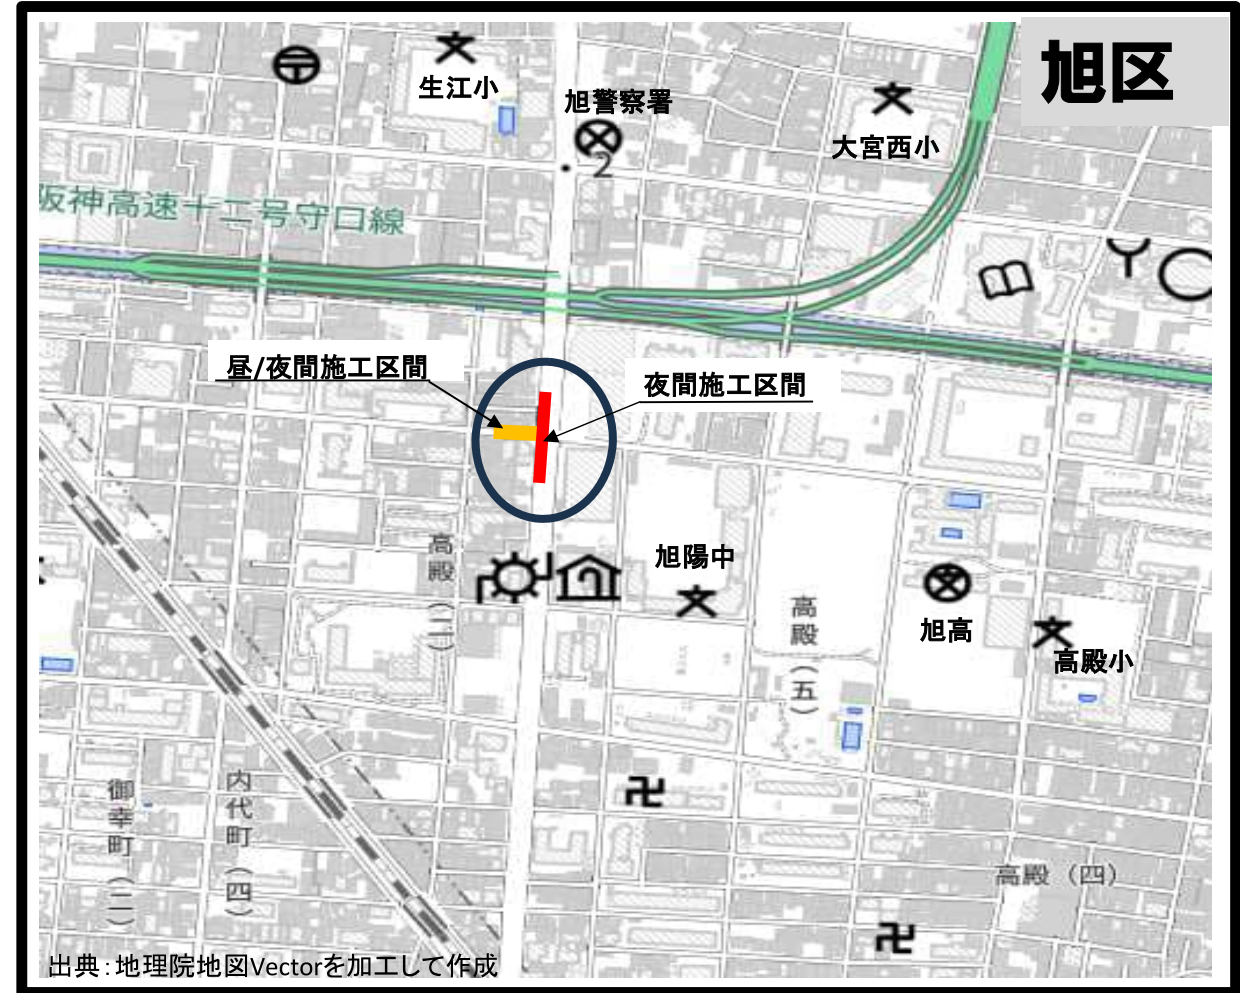 旭区
生江小
旭警察署
2
大宮西小
阪神高速十二号守口線
昼/夜間施工区間
夜間施工区間
旭陽中
高殿(二)
高殿(五)
旭高
高殿小
御幸町(二)
内代町(四)
高殿(四)
出典:地理院地図Vectorを加工して作成